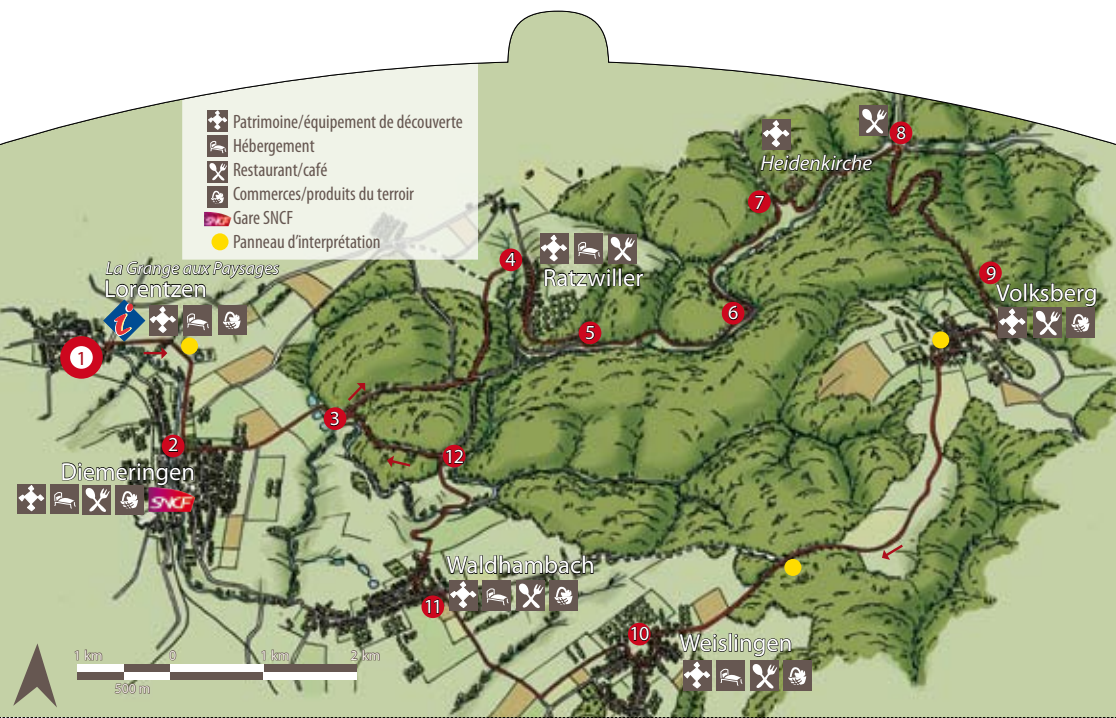 Patrimoine/équipement de découverte
Hébergement
Restaurant/café
Commerces/produits du terroir
SNCF Gare SNCF
Panneau d'interprétation
8
Heidenkirche
7
4
Ratzwiller
La Grange aux Paysages
Lorentzen
i
9
Volksberg
6
5
1
3
2
12
Diemeringen
SNCF
Waldhambach
11
10
Weislingen
1 km 0 1 km 2 km
500 m